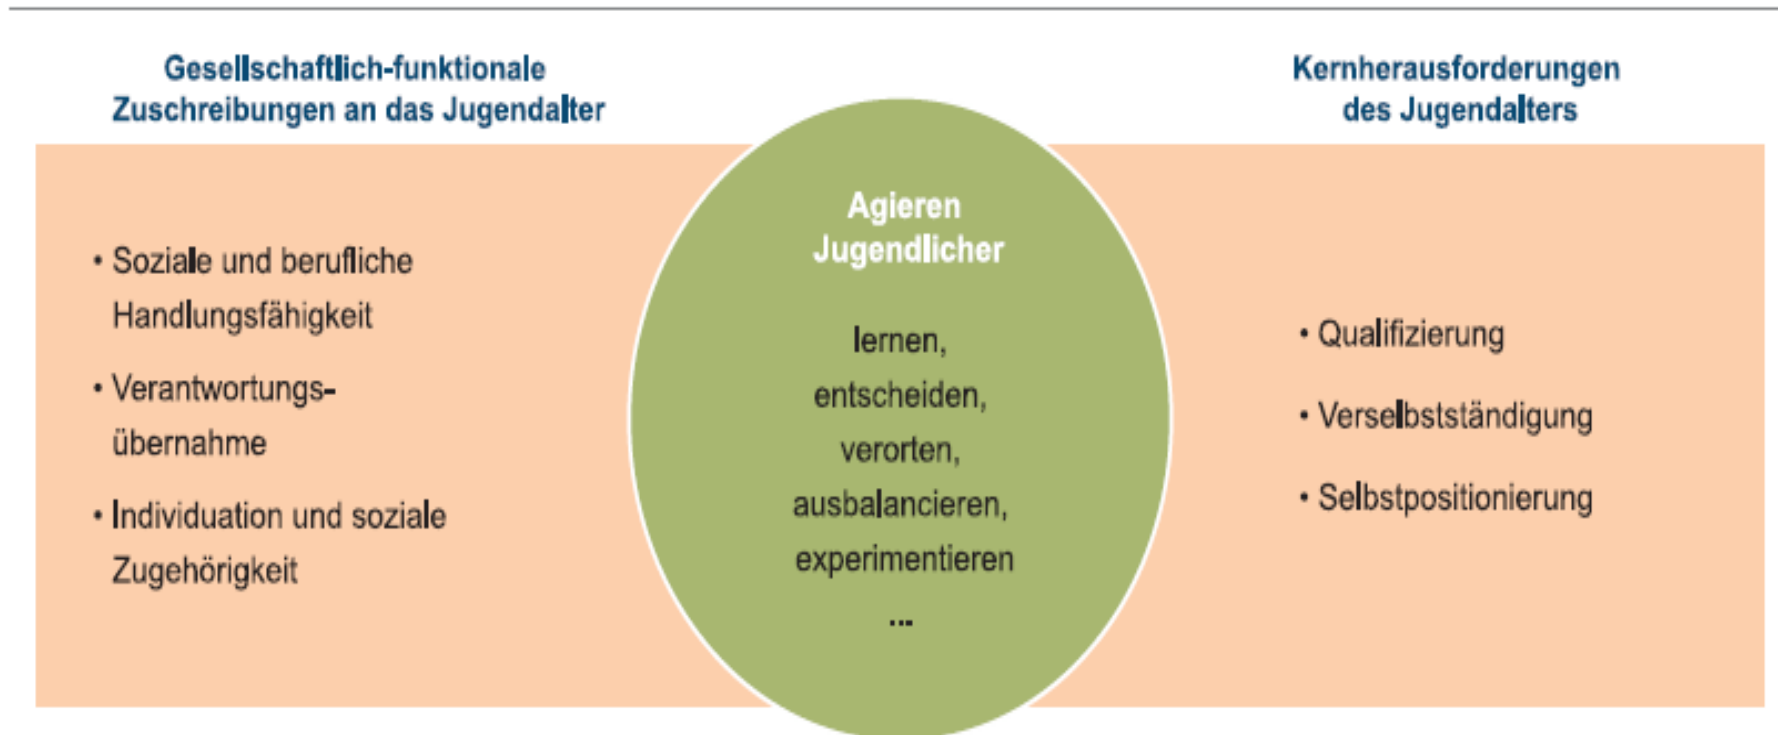 Gesellschaftlich-funktionale
Zuschreibungen an das Jugendalter
• Soziale und berufliche
Handlungsfähigkeit
• Verantwortungs-
übernahme
• Individuation und soziale
Zugehörigkeit
Agieren
Jugendlicher
lernen,
entscheiden,
verorten,
ausbalancieren,
experimentieren
...
Kernherausforderungen
des Jugendalters
• Qualifizierung
• Verselbstständigung
• Selbstpositionierung